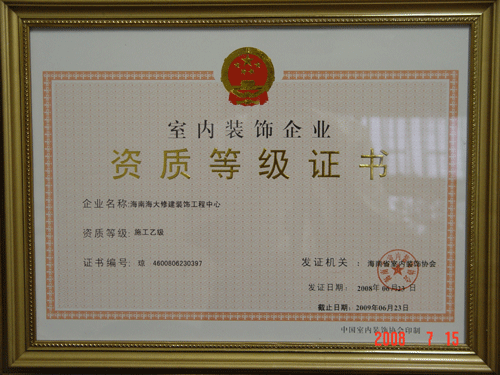 室内装饰企业
资质等级证书
企业名称:海南海大修建装饰工程中心
资质等级: 施工乙级
证书编号: 琼 4600806230397
发证机关 : 海南省室内装饰协会
发证日期: 2008年06月23日
截止日期: 2009年06月23日
中国室内装饰协会印制
2008 7 15